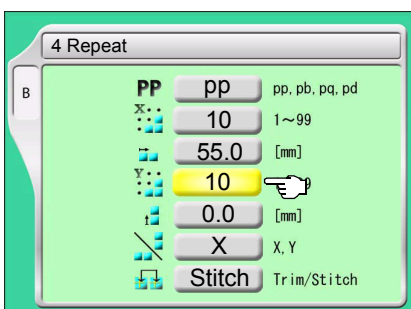 4 Repeat
B
PP pp pp, pb, pq, pd
X 10 1~99
55.0 [mm]
Y 10 9
0.0 [mm]
X X, Y
Stitch Trim/Stitch